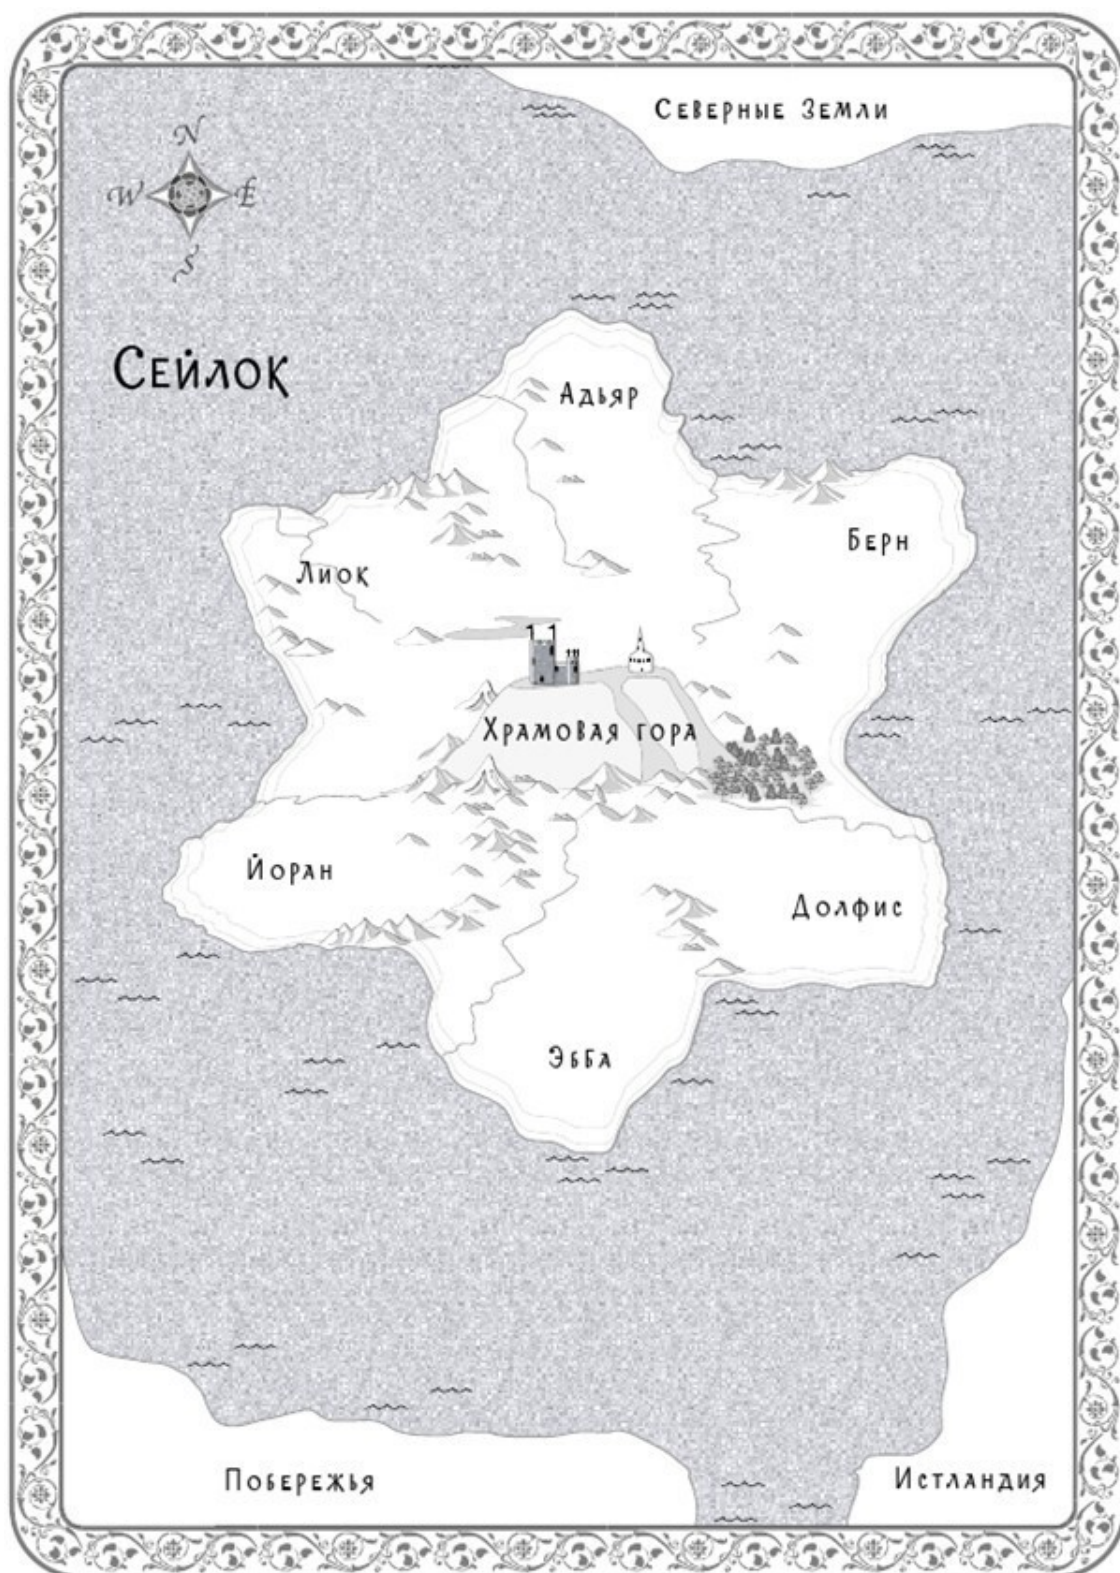 Северные Земли
N
W E
S
Сейлок
Адьяр
Берн
Лиок
Храмовая гора
Йоран
Долфис
Эбба
Побережья
Истландия